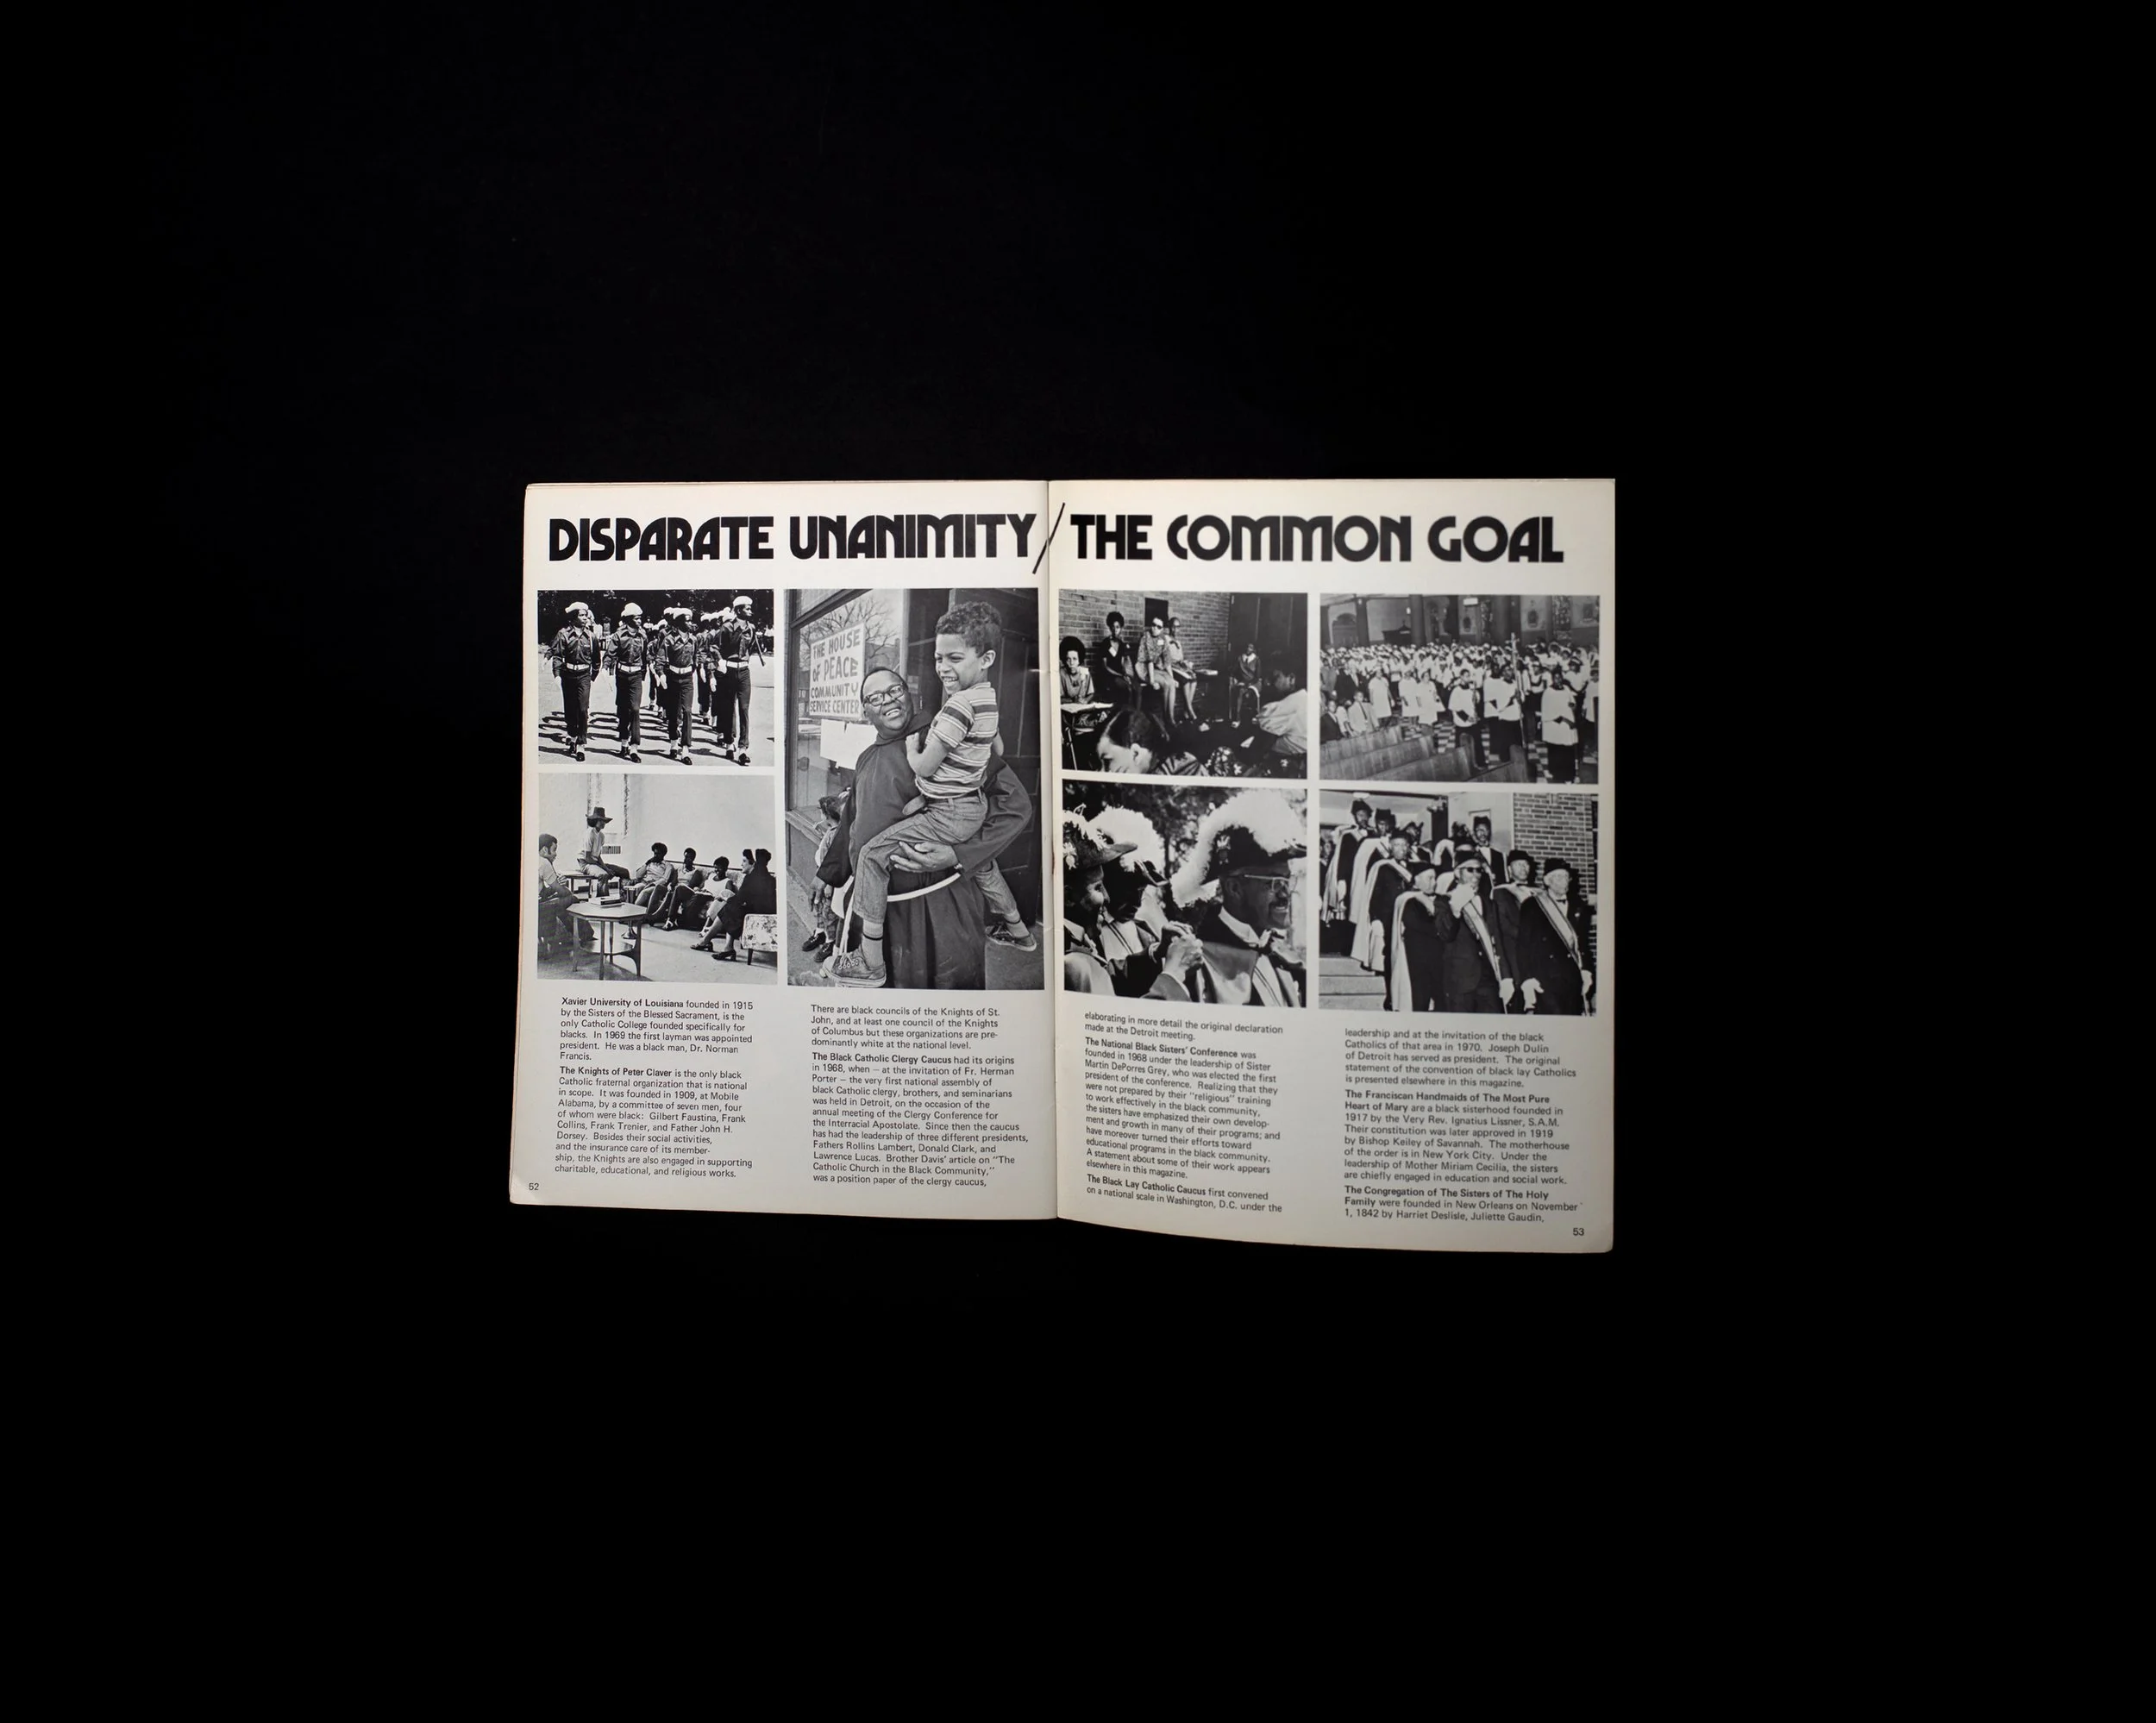 DISPARATE UNANIMITY / THE COMMON GOAL
THE HOUSE
of PEACE
COMMUNITY
SERVICE CENTER
Xavier University of Louisiana founded in 1915
by the Sisters of the Blessed Sacrament, is the
only Catholic College founded specifically for
blacks. In 1969 the first layman was appointed
president. He was a black man, Dr. Norman
Francis.
The Knights of Peter Claver is the only black
Catholic fraternal organization that is national
in scope. It was founded in 1909, at Mobile
Alabama, by a committee of seven men, four
of whom were black: Gilbert Faustina, Frank
Collins, Frank Trenier, and Father John H.
Dorsey. Besides their social activities,
and the insurance care of its member-
ship, the Knights are also engaged in supporting
charitable, educational, and religious works.
52
There are black councils of the Knights of St.
John, and at least one council of the Knights
of Columbus but these organizations are pre-
dominantly white at the national level.
The Black Catholic Clergy Caucus had its origins
in 1968, when — at the invitation of Fr. Herman
Porter — the very first national assembly of
black Catholic clergy, brothers, and seminarians
was held in Detroit, on the occasion of the
annual meeting of the Clergy Conference for
the Interracial Apostolate. Since then the caucus
has had the leadership of three different presidents,
Fathers Rollins Lambert, Donald Clark, and
Lawrence Lucas. Brother Davis' article on "The
Catholic Church in the Black Community,"
was a position paper of the clergy caucus,
elaborating in more detail the original declaration
made at the Detroit meeting.
The National Black Sisters' Conference was
founded in 1968 under the leadership of Sister
Martin DePorres Grey, who was elected the first
president of the conference. Realizing that they
were not prepared by their "religious" training
to work effectively in the black community,
the sisters have emphasized their own develop-
ment and growth in many of their programs; and
have moreover turned their efforts toward
educational programs in the black community.
A statement about some of their work appears
elsewhere in this magazine.
The Black Lay Catholic Caucus first convened
on a national scale in Washington, D.C. under the
leadership and at the invitation of the black
Catholics of that area in 1970. Joseph Dulin
of Detroit has served as president. The original
statement of the convention of black lay Catholics
is presented elsewhere in this magazine.
The Franciscan Handmaids of The Most Pure
Heart of Mary are a black sisterhood founded in
1917 by the Very Rev. Ignatius Lissner, S.A.M.
Their constitution was later approved in 1919
by Bishop Keiley of Savannah. The motherhouse
of the order is in New York City. Under the
leadership of Mother Miriam Cecilia, the sisters
are chiefly engaged in education and social work.
The Congregation of The Sisters of The Holy
Family were founded in New Orleans on November
1, 1842 by Harriet Deslisle, Juliette Gaudin,
53